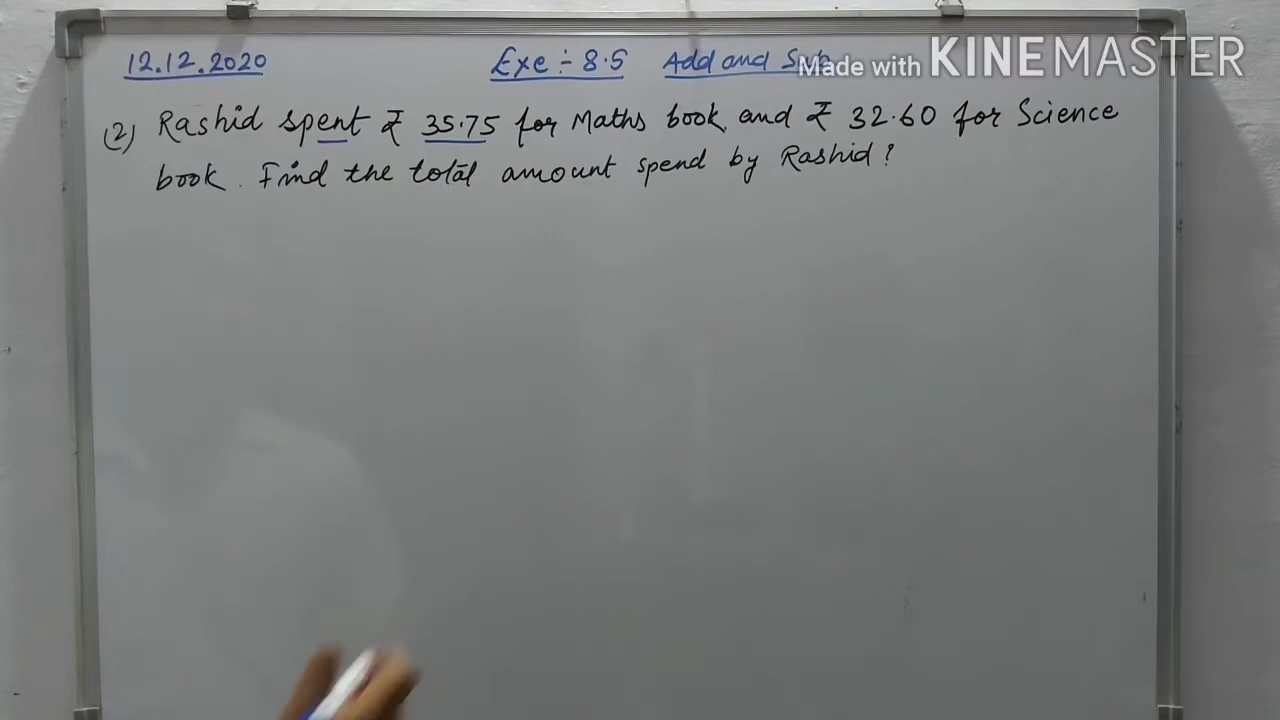 12.12.2020 Exe ÷ 8.5 Add and Sub
Made with KINEMASTER
(2) Rashid spent ₹ 35.75 for Maths book and ₹ 32.60 for Science
book. Find the total amount spend by Rashid?